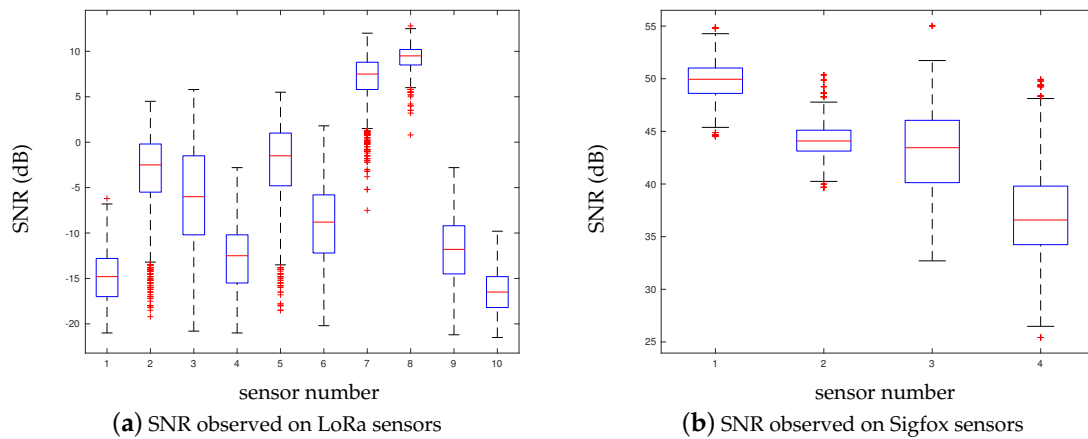 SNR (dB)
10
5
0
-5
-10
-15
-20
1 2 3 4 5 6 7 8 9 10
sensor number
(a) SNR observed on LoRa sensors
SNR (dB)
55
50
45
40
35
30
25
1 2 3 4
sensor number
(b) SNR observed on Sigfox sensors